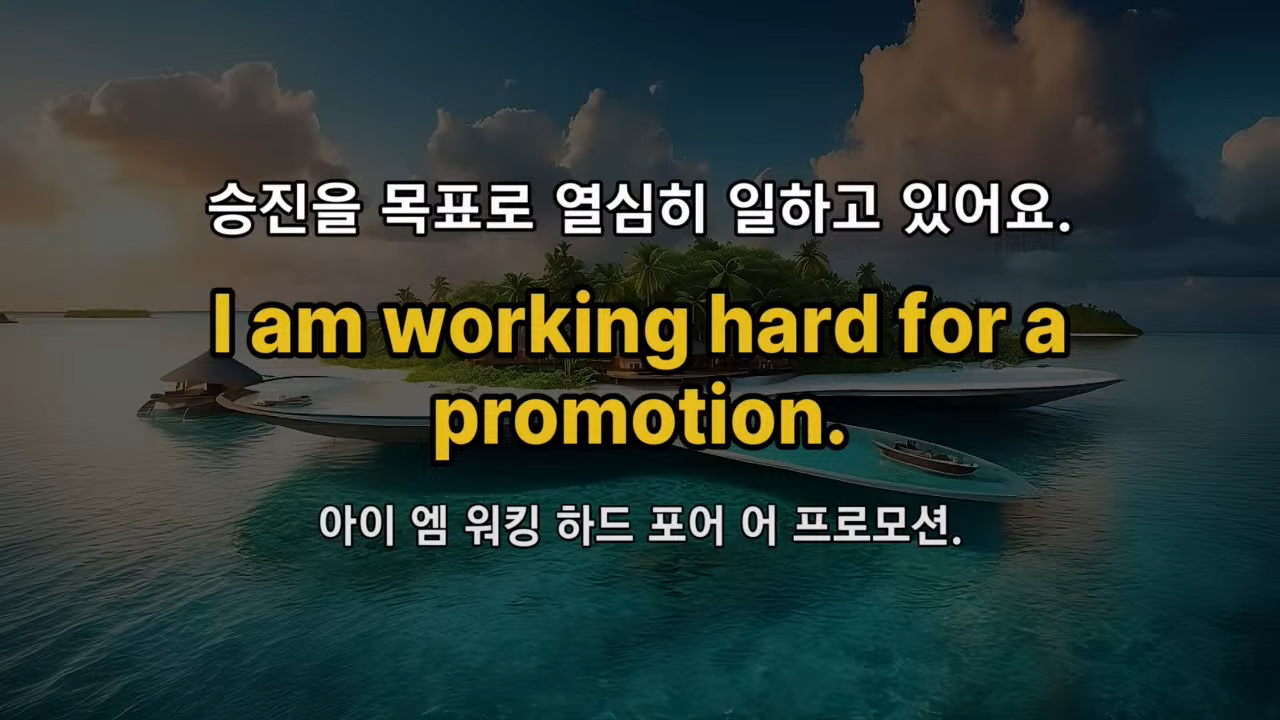 승진을 목표로 열심히 일하고 있어요.
I am working hard for a
promotion.
아이 엠 워킹 하드 포어 어 프로모션.